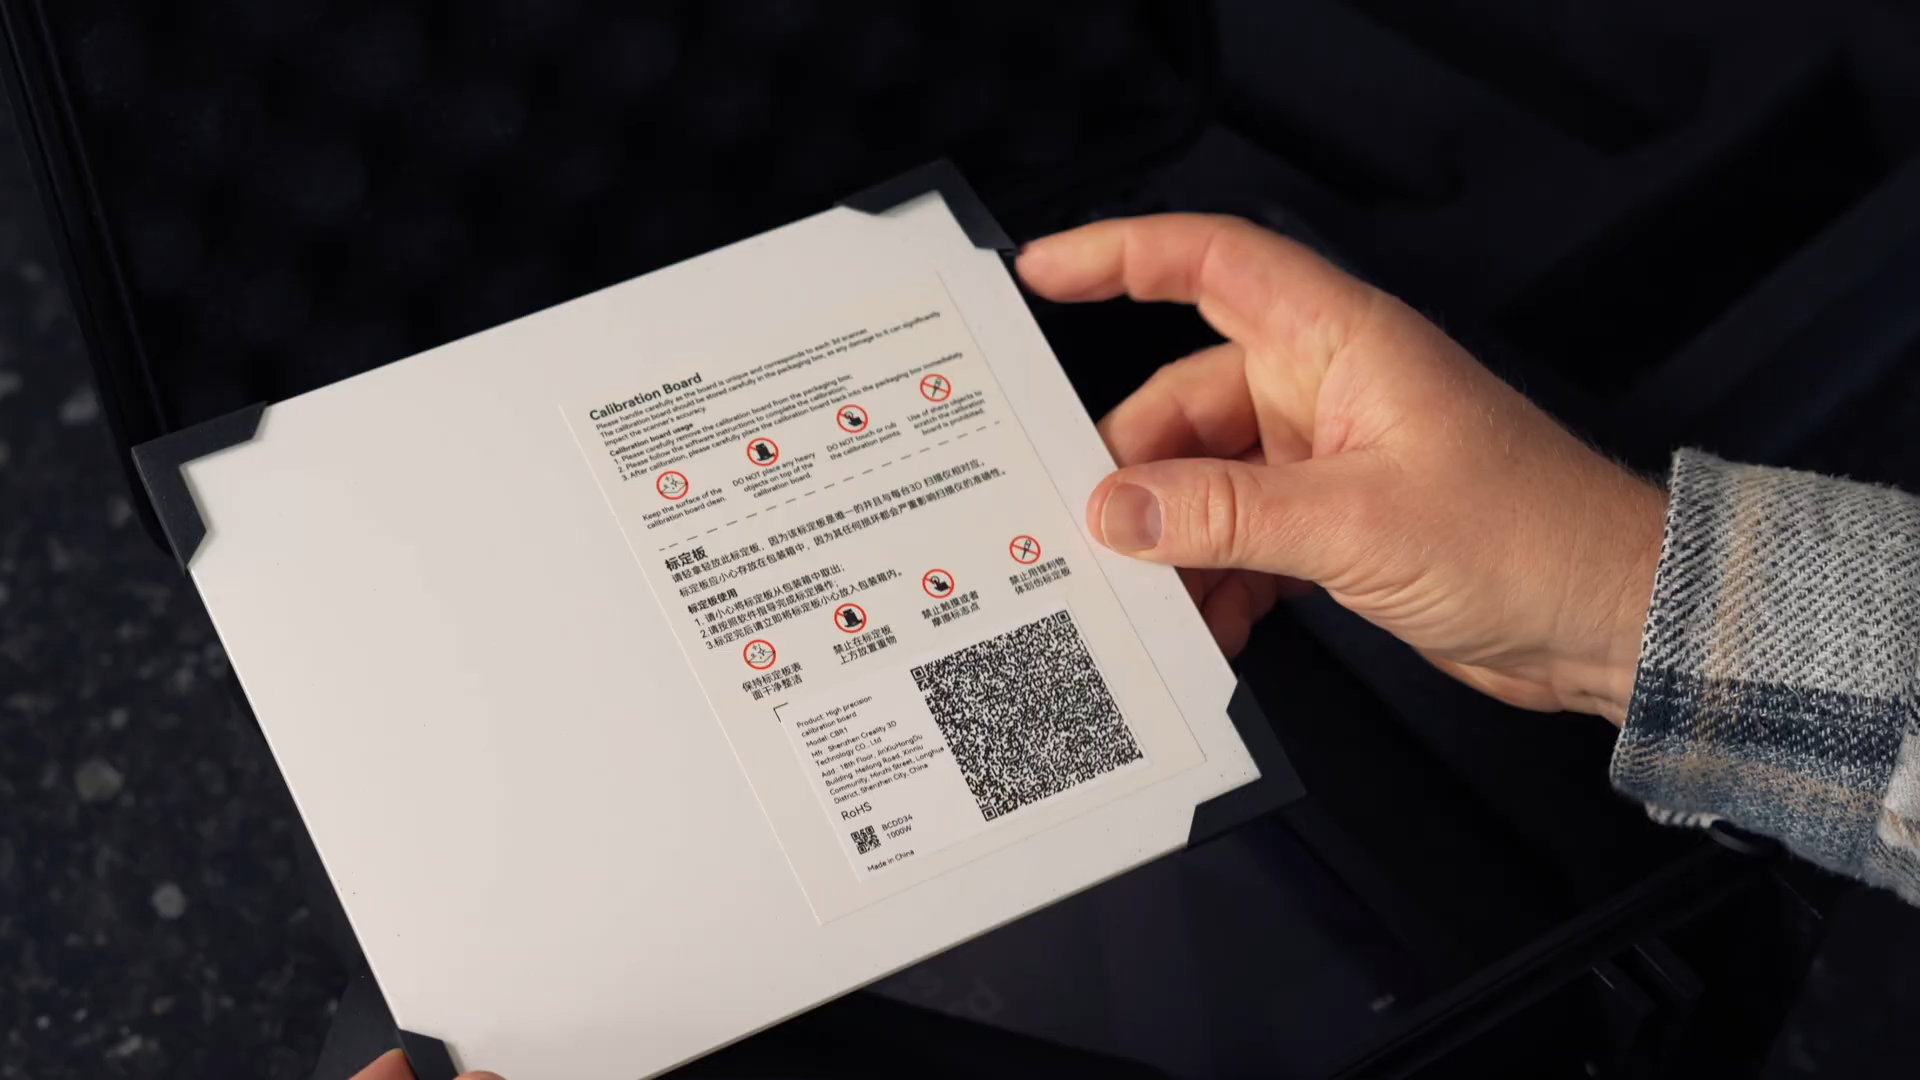 Calibration Board
Please handle carefully as the board is unique and corresponds to each 3d scanner.
The calibration board should be stored carefully in the packaging box, as any damage to it can significantly
impact the scanner's accuracy.
Calibration board usage
1. Please carefully remove the calibration board from the packaging box;
2. Please follow the software instructions to complete the calibration;
3. After calibration, please carefully place the calibration board back into the packaging box immediately.
Keep the surface of the
calibration board clean.
DO NOT place any heavy
objects on top of the
calibration board.
DO NOT touch or rub
the calibration points.
Use of sharp objects to
scratch the calibration
board is prohibited.
标定板
请轻拿轻放此标定板，因为该标定板是唯一的并且与每台3D 扫描仪相对应。
标定板应小心存放在包装箱中，因为其任何损坏都会严重影响扫描仪的准确性。
标定板使用
1. 请小心将标定板从包装箱中取出；
2.请按照软件指导完成标定操作；
3.标定完后请立即将标定板小心放入包装箱内。
保持标定板表
面干净整洁
禁止在标定板
上方放置重物
禁止触摸或者
摩擦标志点
禁止用锋利物
体划伤标定板
Product: High precision
calibration board
Model: CBR1
Mfr.: Shenzhen Creality 3D
Technology CO., Ltd
Add.: 18th Floor, JinXiuHongDu
Building, Meilong Road, Xinniu
Community, Minzhi Street, Longhua
District, Shenzhen City, China
RoHS
BCDD34
1000W
Made in China